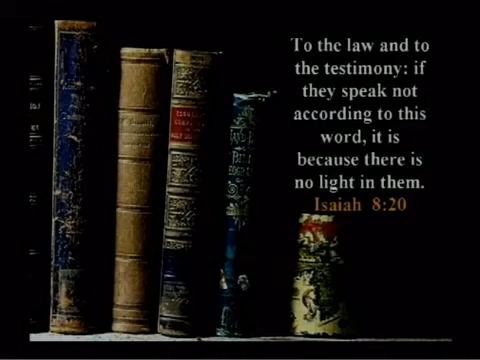 To the law and to
the testimony: if
they speak not
according to this
word, it is
because there is
no light in them.
Isaiah 8:20